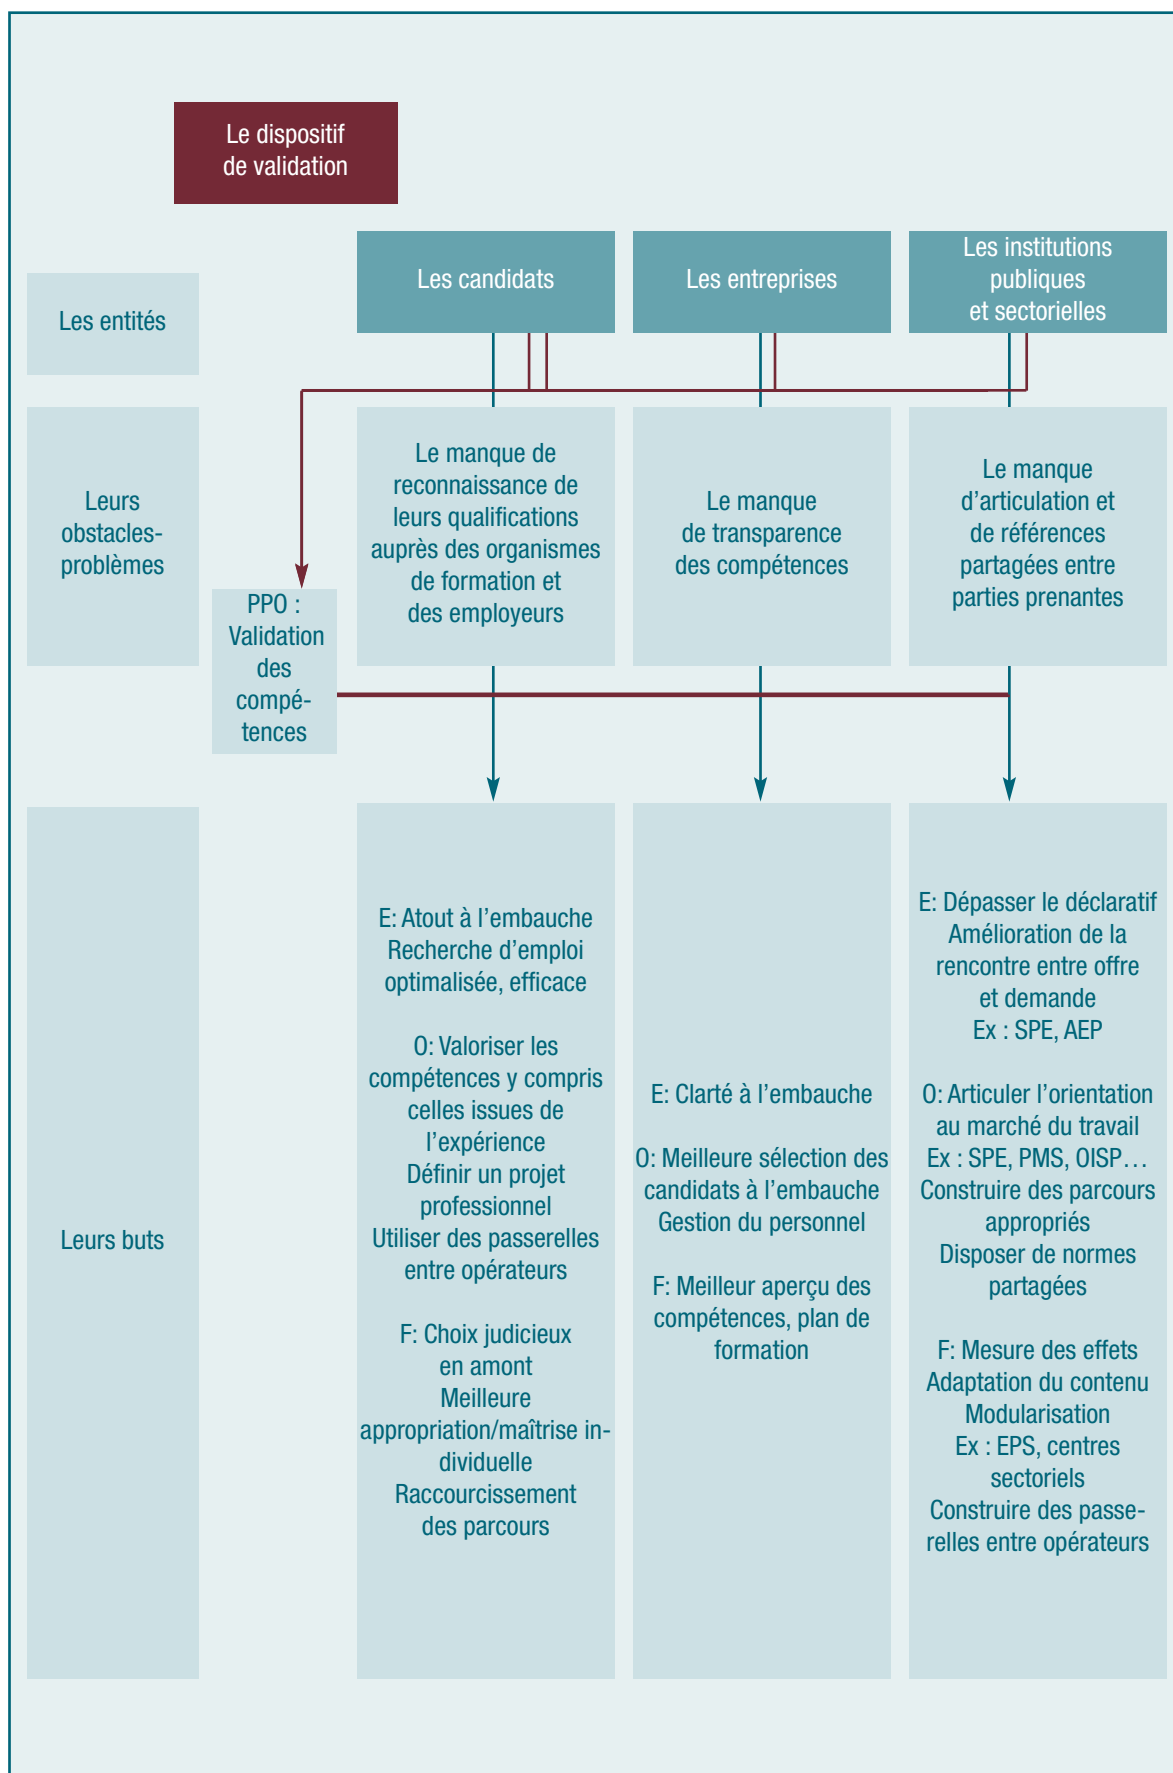 Le dispositif
de validation
Les candidats
Les entreprises
Les institutions
publiques
et sectorielles
Les entités
Leurs
obstacles-
problèmes
Le manque de
reconnaissance de
leurs qualifications
auprès des organismes
de formation et
des employeurs
Le manque
de transparence
des compétences
Le manque
d’articulation et
de références
partagées entre
parties prenantes
PPO :
Validation
des
compé-
tences
Leurs buts
E: Atout à l’embauche
Recherche d’emploi
optimalisée, efficace
O: Valoriser les
compétences y compris
celles issues de
l’expérience
Définir un projet
professionnel
Utiliser des passerelles
entre opérateurs
F: Choix judicieux
en amont
Meilleure
appropriation/maîtrise in-
dividuelle
Raccourcissement
des parcours
E: Clarté à l’embauche
O: Meilleure sélection des
candidats à l’embauche
Gestion du personnel
F: Meilleur aperçu des
compétences, plan de
formation
E: Dépasser le déclaratif
Amélioration de la
rencontre entre offre
et demande
Ex : SPE, AEP
O: Articuler l’orientation
au marché du travail
Ex : SPE, PMS, OISP…
Construire des parcours
appropriés
Disposer de normes
partagées
F: Mesure des effets
Adaptation du contenu
Modularisation
Ex : EPS, centres
sectoriels
Construire des passe-
relles entre opérateurs